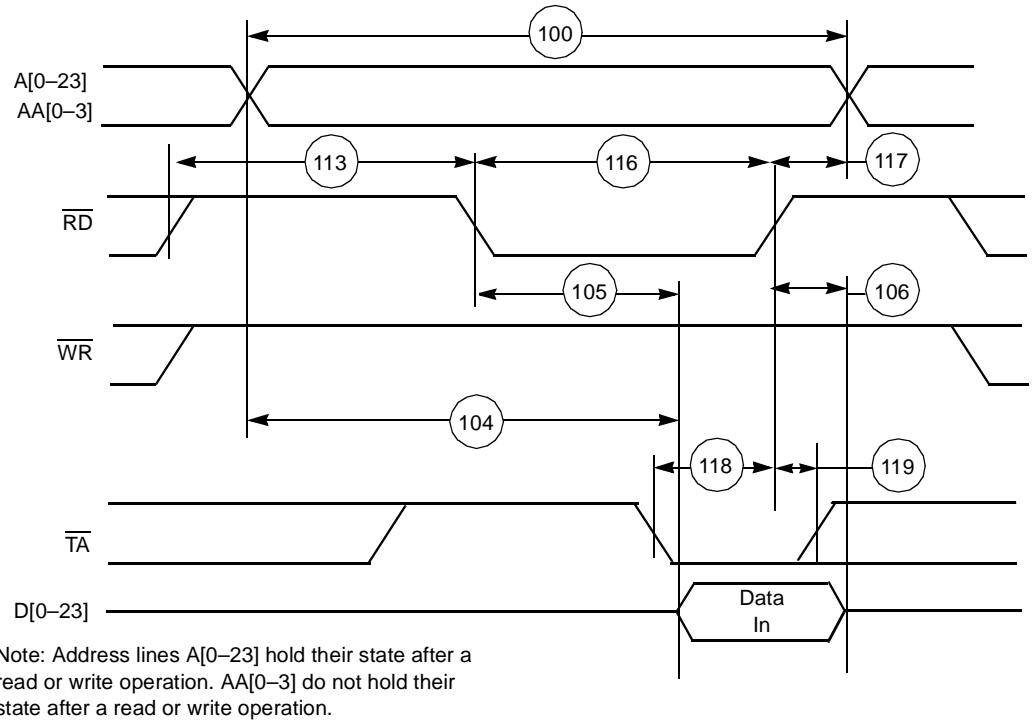 100
A[0–23]
AA[0–3]
113
116
117
RD
105
106
WR
104
118
119
TA
D[0–23]
Data
In
Note: Address lines A[0–23] hold their state after a
read or write operation. AA[0–3] do not hold their
state after a read or write operation.